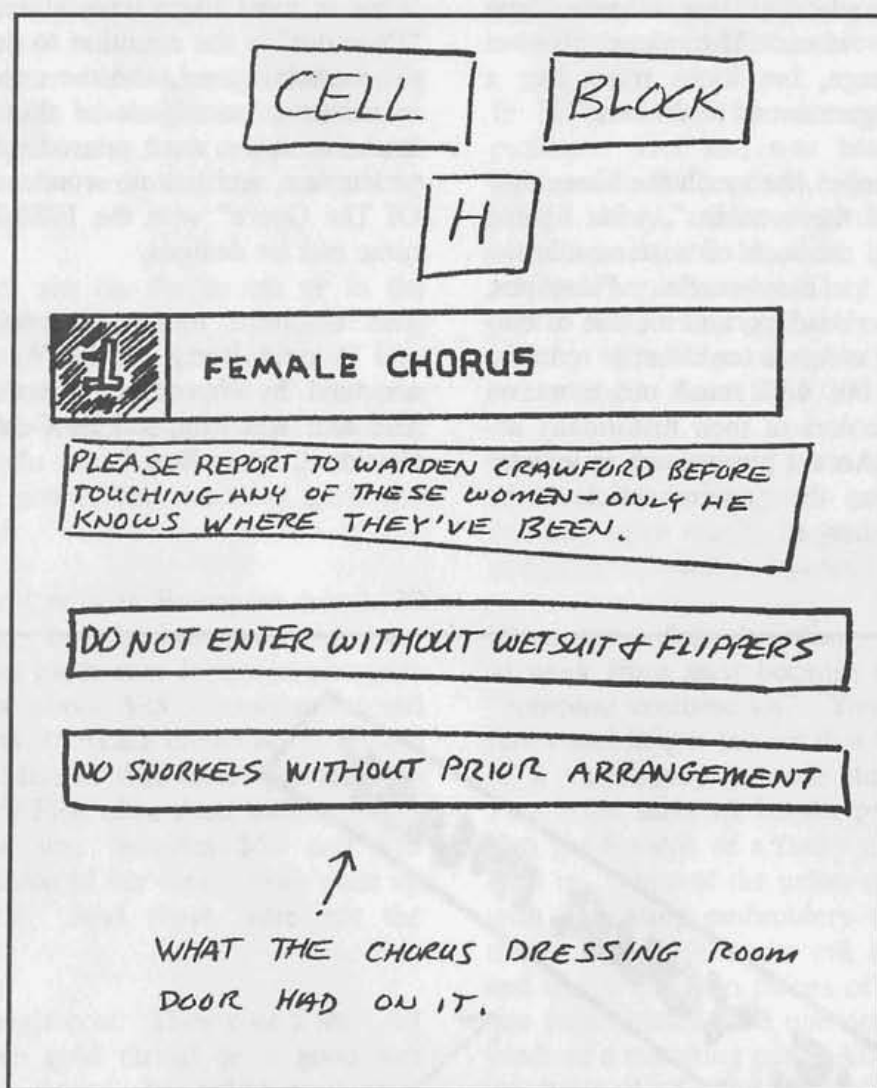 CELL BLOCK
H
1 FEMALE CHORUS
PLEASE REPORT TO WARDEN CRAWFORD BEFORE
TOUCHING ANY OF THESE WOMEN - ONLY HE
KNOWS WHERE THEY'VE BEEN.
DO NOT ENTER WITHOUT WETSUIT & FLIPPERS
NO SNORKELS WITHOUT PRIOR ARRANGEMENT
WHAT THE CHORUS DRESSING ROOM
DOOR HAD ON IT.